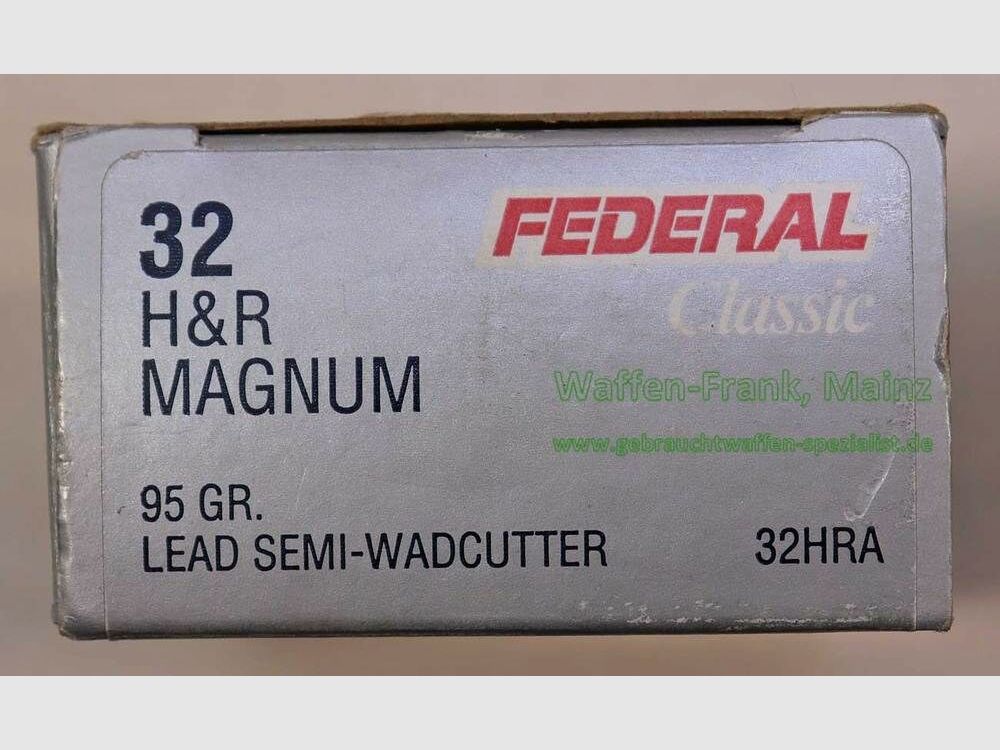 32
H&R
MAGNUM
FEDERAL
Classic
Waffen-Frank, Mainz
www.gebrauchtwaffen-spezialist.de
95 GR.
LEAD SEMI-WADCUTTER
32HRA